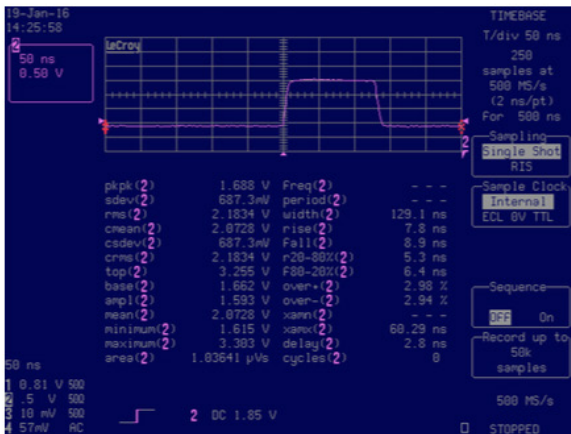 19-Jan-16
14:25:58
2
50 ns
0.50 V
LeCroy
2
TIMEBASE
T/div 50 ns
250
samples at
500 MS/s
(2 ns/pt)
For 500 ns
Sampling
Single Shot
RIS
Sample Clock
Internal
ECL 0V TTL
Sequence
OFF On
Record up to
50k
samples
500 MS/s
STOPPED
pkpk(2) 1.688 V freq(2) - - -
sdev(2) 687.3mV period(2) - - -
rms(2) 2.1834 V width(2) 129.1 ns
cmean(2) 2.0728 V rise(2) 7.8 ns
csdev(2) 687.3mV fall(2) 8.9 ns
crms(2) 2.1834 V r20-80%(2) 5.3 ns
top(2) 3.255 V f80-20%(2) 6.4 ns
base(2) 1.662 V over+(2) 2.98 %
ampl(2) 1.593 V over-(2) 2.94 %
mean(2) 2.0728 V xamn(2) - - -
minimum(2) 1.615 V xamx(2) 60.29 ns
maximum(2) 3.303 V delay(2) 2.8 ns
area(2) 1.03641 µVs cycles(2) 0
50 ns
1 0.81 V 50Ω
2 .5 V 50Ω
3 10 mV 50Ω
4 57mV AC
2 DC 1.85 V